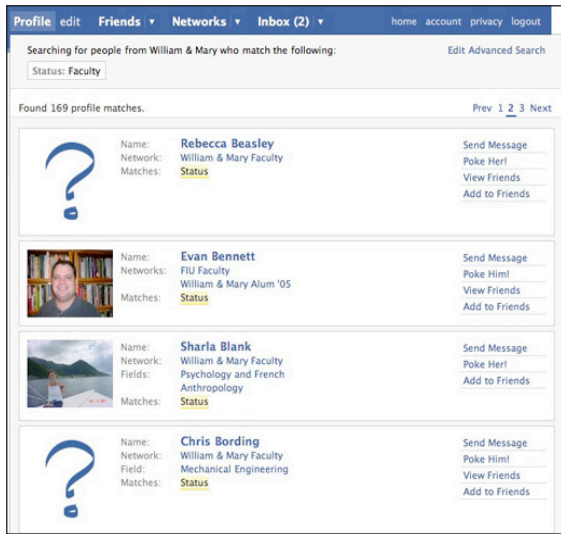 Profile edit Friends ▼ Networks ▼ Inbox (2) ▼ home account privacy logout
Searching for people from William & Mary who match the following: Edit Advanced Search
Status: Faculty
Found 169 profile matches. Prev 1 2 3 Next
Name: Rebecca Beasley Send Message
Network: William & Mary Faculty Poke Her!
Matches: Status View Friends
Add to Friends
Name: Evan Bennett Send Message
Networks: FIU Faculty Poke Him!
William & Mary Alum '05 View Friends
Matches: Status Add to Friends
Name: Sharla Blank Send Message
Network: William & Mary Faculty Poke Her!
Fields: Psychology and French Add to Friends
Anthropology
Matches: Status
Name: Chris Bording Send Message
Network: William & Mary Faculty Poke Him!
Field: Mechanical Engineering View Friends
Matches: Status Add to Friends